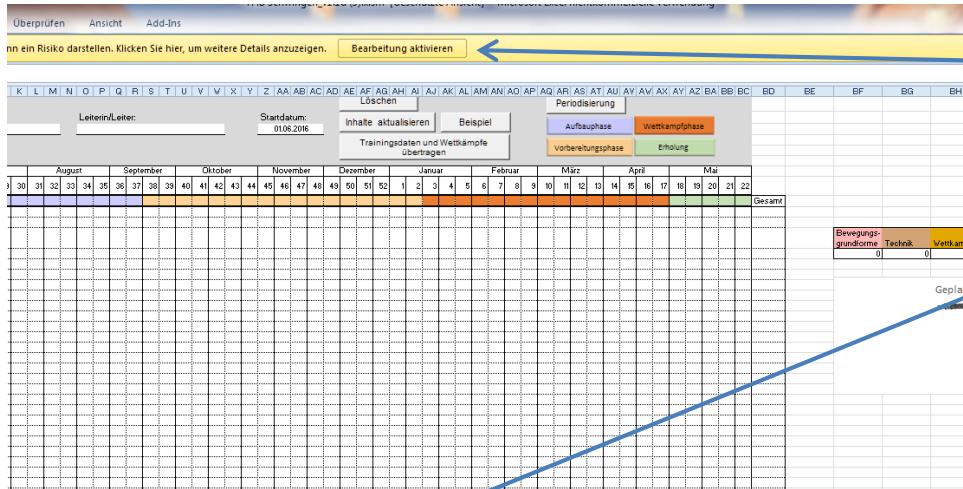 Überprüfen Ansicht Add-Ins
nn ein Risiko darstellen. Klicken Sie hier, um weitere Details anzuzeigen. Bearbeitung aktivieren
K L M N O P Q R S T U V W X Y Z AA AB AC AD AE AF AG AH AI AJ AK AL AM AN AO AP AQ AR AS AT AU AV AW AX AY AZ BA BB BC BD BE BF BG BH
Löschen Periodisierung
Leiterin/Leiter: Startdatum: Inhalte aktualisieren Beispiel Aufbauphase Wettkampfphase
01.06.2016
Trainingsdaten und Wettkämpfe übertragen Vorbereitungsphase Erholung
August September Oktober November Dezember Januar Februar März April Mai
30 31 32 33 34 35 36 37 38 39 40 41 42 43 44 45 46 47 48 49 50 51 52 1 2 3 4 5 6 7 8 9 10 11 12 13 14 15 16 17 18 19 20 21 22
Gesamt
Bewegungs-
grundforme Technik Wettkam
0 0
Gepla